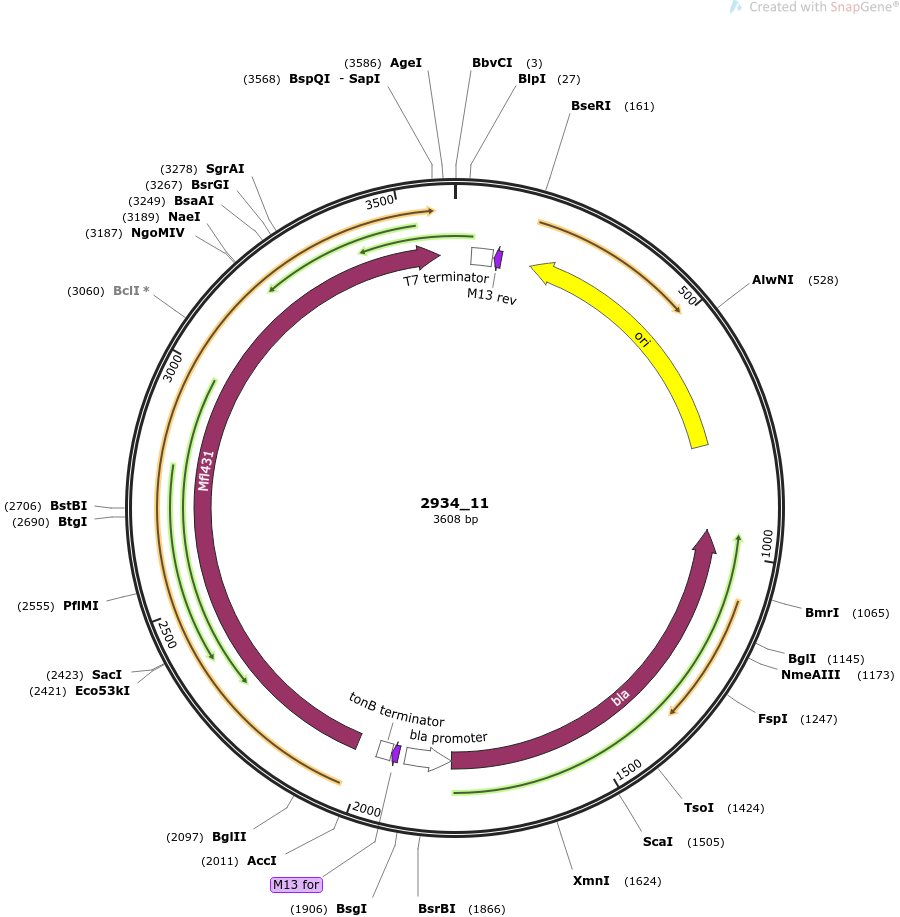 Created with SnapGene®
(3586) AgeI
BbvCI (3)
(3568) BspQI - SapI
BlpI (27)
BseRI (161)
(3278) SgrAI
(3267) BsrGI
(3249) BsaAI
(3189) NaeI
(3187) NgoMIV
3500
T7 terminator
M13 rev
AlwNI (528)
500
(3060) BclI *
ori
3000
Mfl431
2934_11
3608 bp
(2706) BstBI
(2690) BtgI
1000
(2555) PflMI
BmrI (1065)
2500
BglI (1145)
(2423) SacI
NmeAIII (1173)
(2421) Eco53kI
bla
tonB terminator
FspI (1247)
bla promoter
1500
2000
TsoI (1424)
(2097) BglII
ScaI (1505)
(2011) AccI
M13 for
XmnI (1624)
(1906) BsgI
BsrBI (1866)